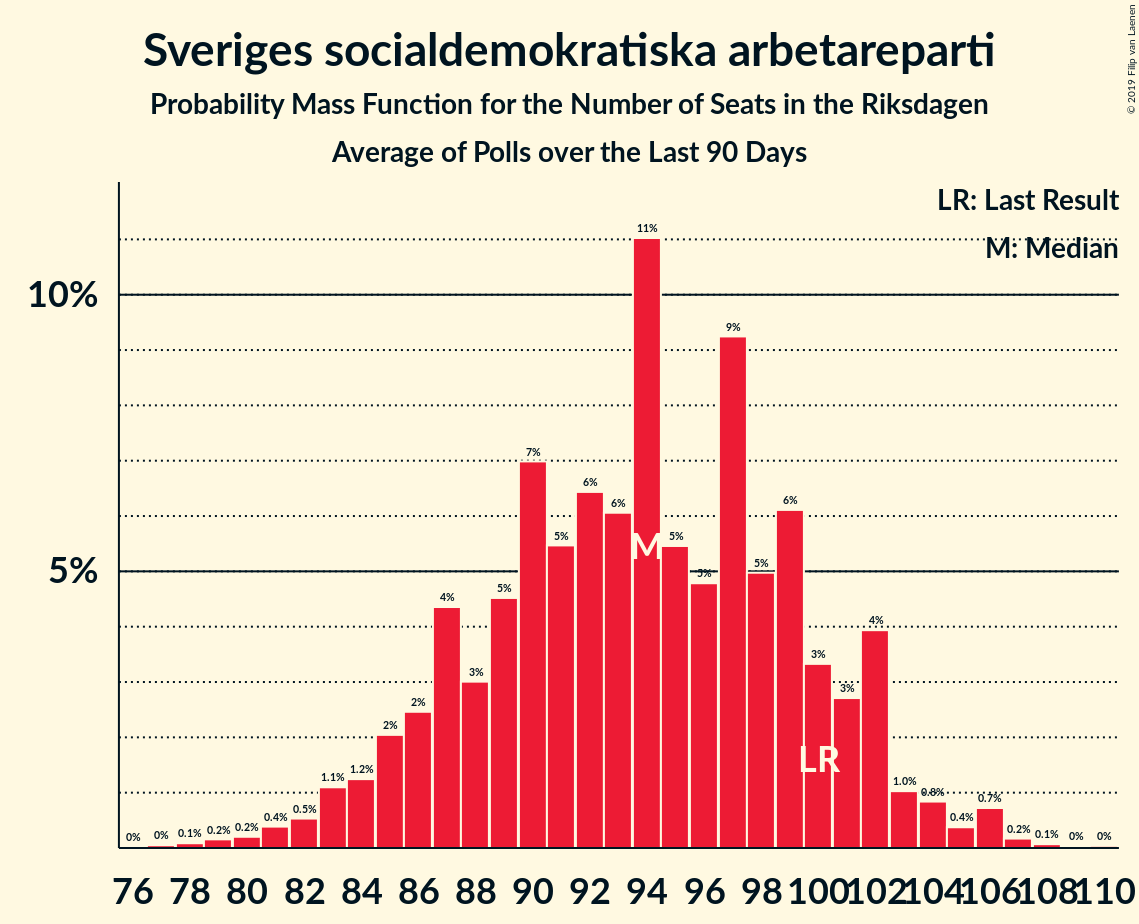 Sveriges socialdemokratiska arbetareparti
Probability Mass Function for the Number of Seats in the Riksdagen
Average of Polls over the Last 90 Days
© 2019 Filip van Laenen
LR: Last Result
M: Median
10%
5%
0% 0% 0.1% 0.2% 0.2% 0.4% 0.5% 1.1% 1.2% 2% 2% 4% 3% 5% 7% 5% 6% 6% 11% 5% 5% 9% 5% 6% 3% 3% 4% 1.0% 0.8% 0.4% 0.7% 0.2% 0.1% 0% 0%
M
LR
76 78 80 82 84 86 88 90 92 94 96 98 100 102 104 106 108 110